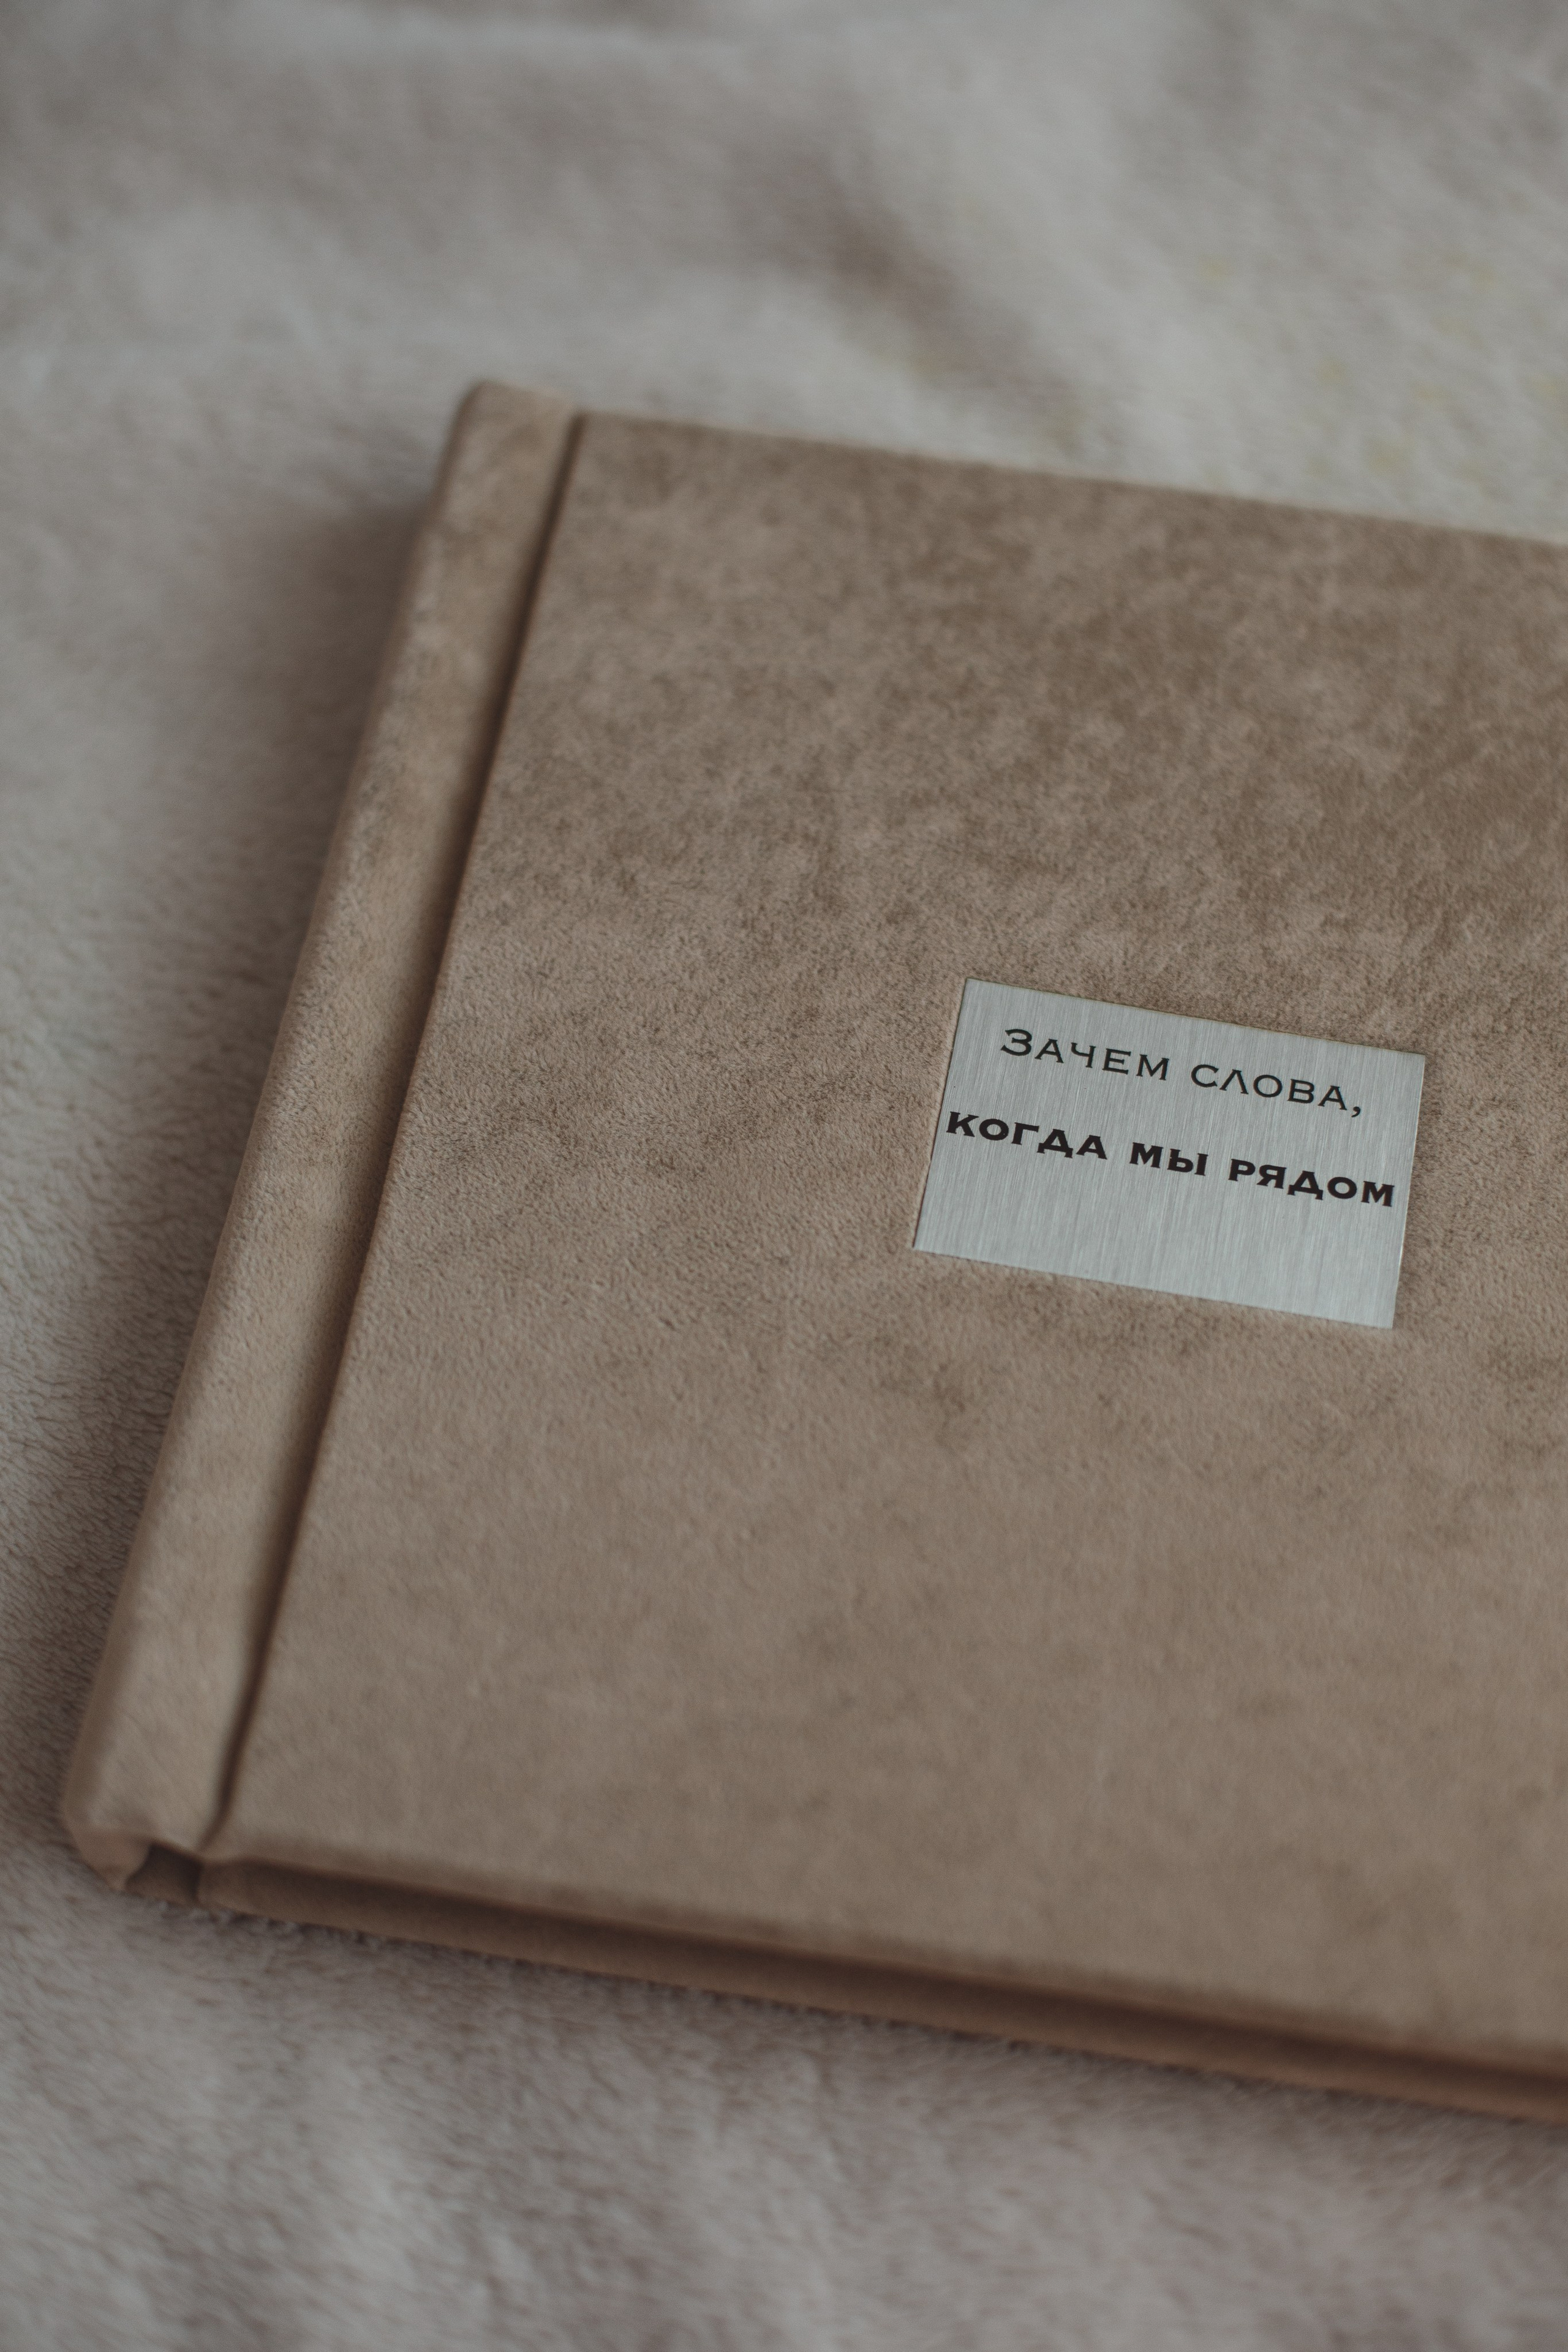 Зачем слова,
когда мы рядом